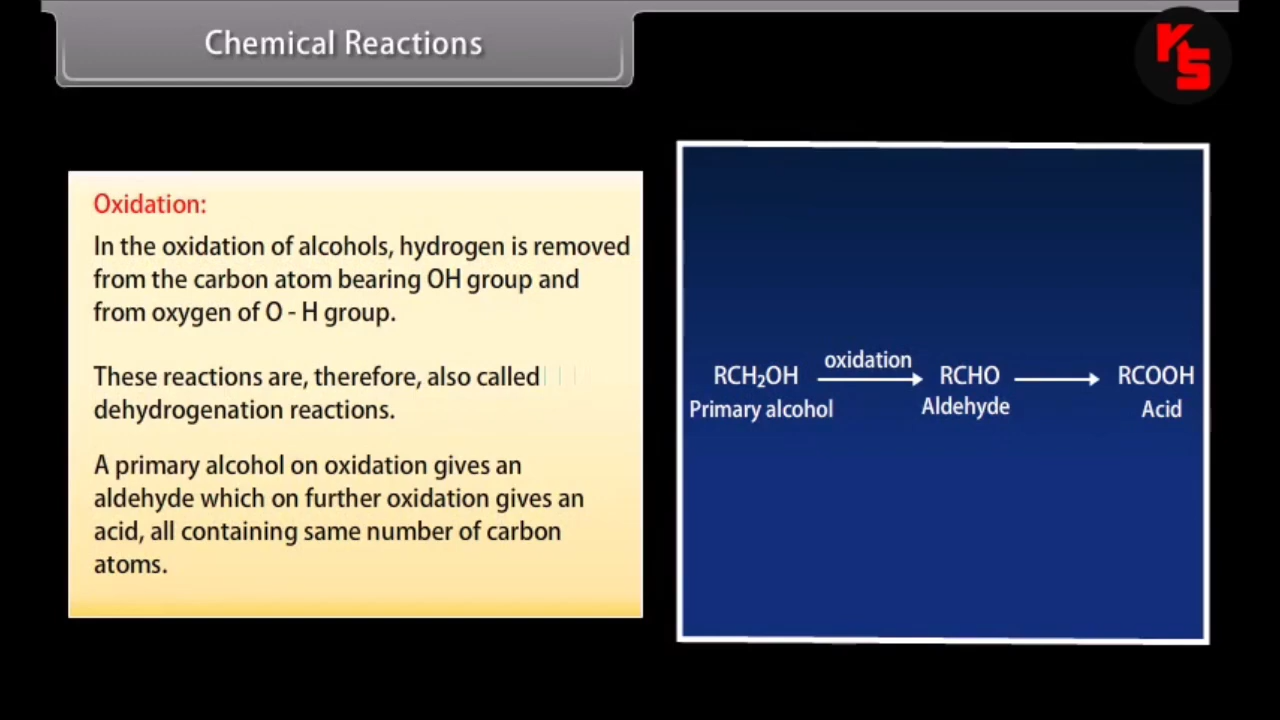 Chemical Reactions
YS
Oxidation:
In the oxidation of alcohols, hydrogen is removed
from the carbon atom bearing OH group and
from oxygen of O - H group.
These reactions are, therefore, also called
dehydrogenation reactions.
A primary alcohol on oxidation gives an
aldehyde which on further oxidation gives an
acid, all containing same number of carbon
atoms.
oxidation
RCH₂OH RCHO RCOOH
Primary alcohol Aldehyde Acid